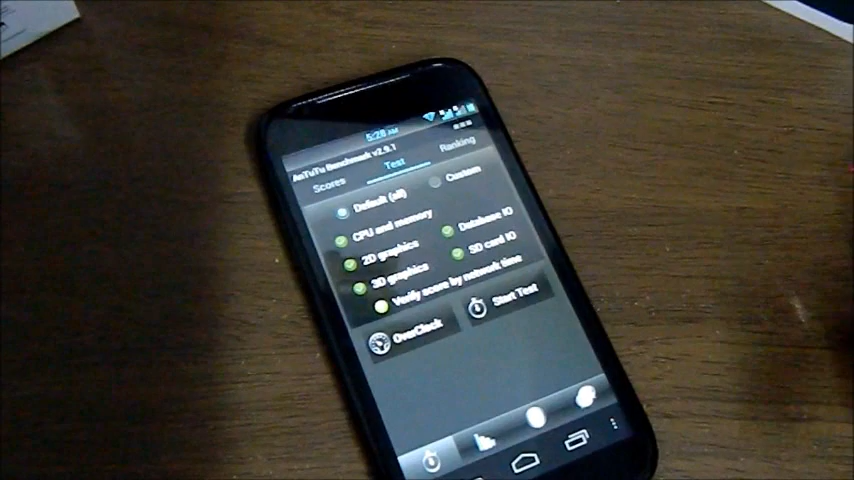 5:28 AM
AnTuTu Benchmark v2.9.1
Scores Test Ranking
Default (all) Custom
CPU and memory Database IO
2D graphics SD card IO
3D graphics
Verify score by network time
OverClock Start Test